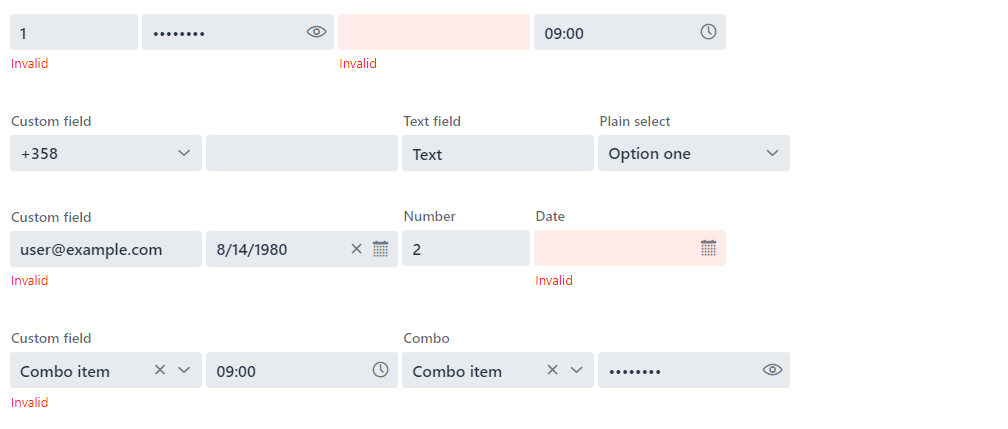 1 •••••••• 09:00
Invalid Invalid
Custom field Text field Plain select
+358 Text Option one
Custom field Number Date
user@example.com 8/14/1980 2
Invalid Invalid
Custom field Combo
Combo item 09:00 Combo item ••••••••
Invalid